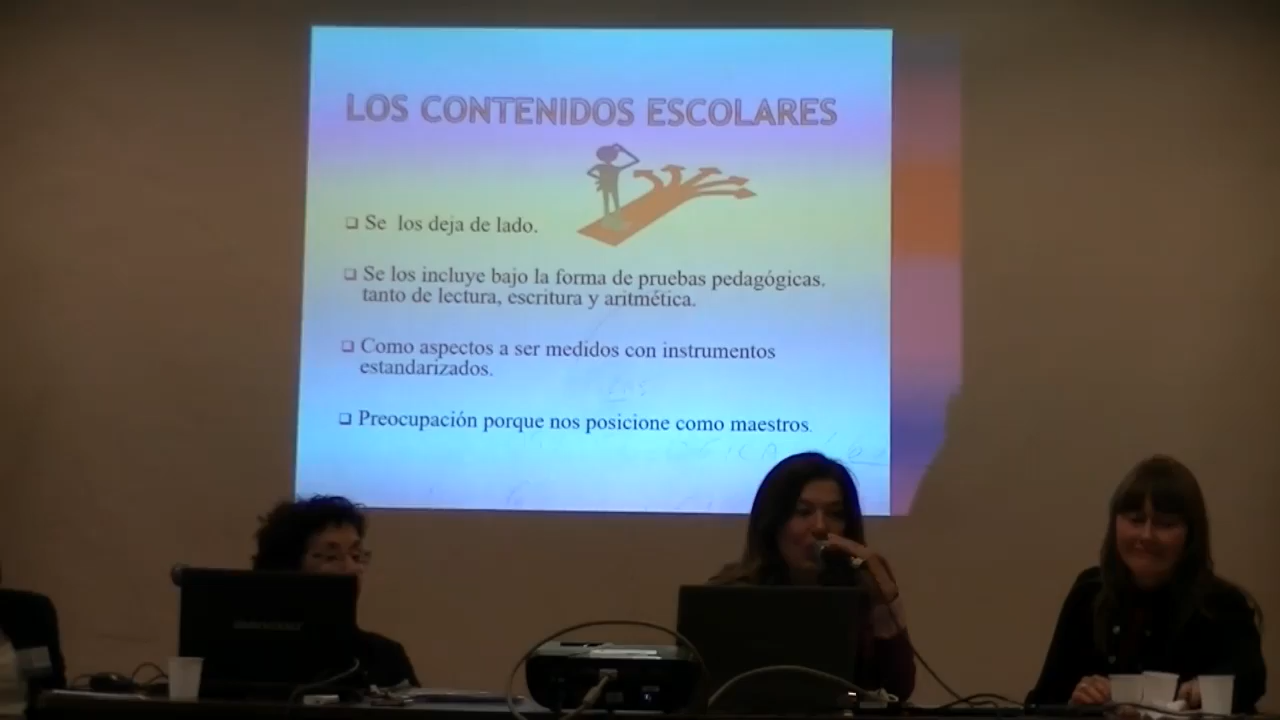 LOS CONTENIDOS ESCOLARES
❑ Se los deja de lado.
❑ Se los incluye bajo la forma de pruebas pedagógicas,
tanto de lectura, escritura y aritmética.
❑ Como aspectos a ser medidos con instrumentos
estandarizados.
❑ Preocupación porque nos posicione como maestros.